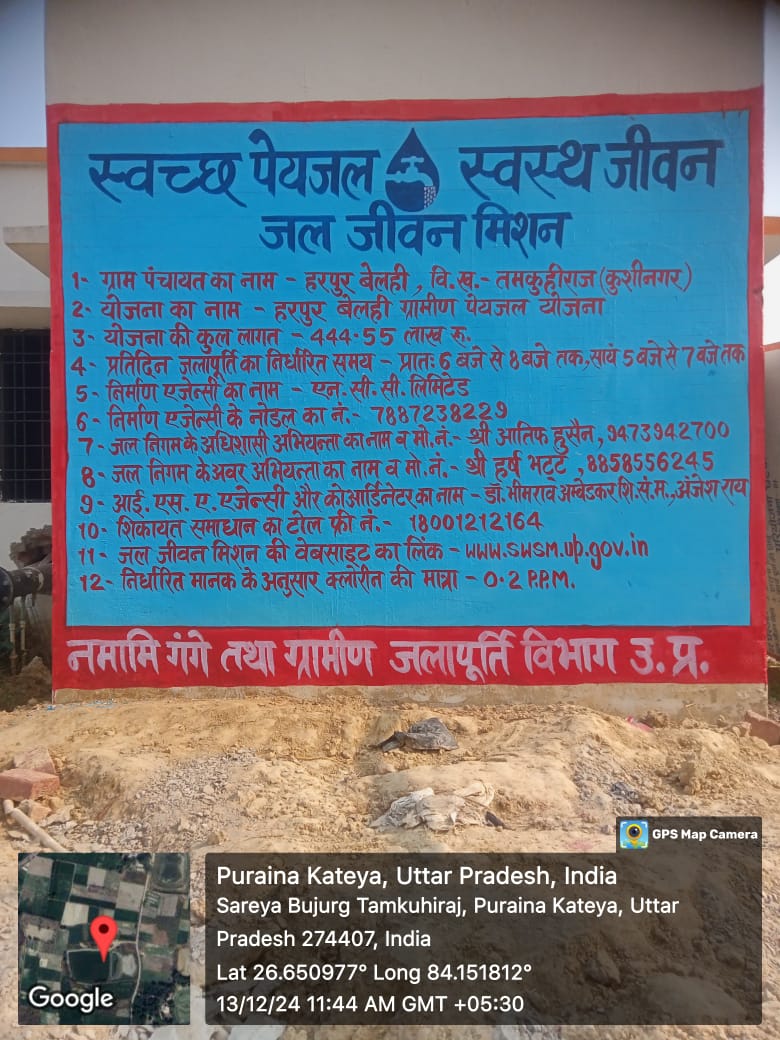 स्वच्छ पेयजल स्वस्थ जीवन
जल जीवन मिशन
1- ग्राम पंचायत का नाम - हरपुर बेलही, वि.ख.- तमकुहीराज (कुशीनगर)
2- योजना का नाम - हरपुर बेलही ग्रामीण पेयजल योजना
3- योजना की कुल लागत - 444.55 लाख रू.
4- प्रतिदिन जलापूर्ति का निर्धारित समय - प्रातः 6 बजे से 8 बजे तक, सायं 5 बजे से 7 बजे तक
5- निर्माण एजेन्सी का नाम - एन.सी.सी. लिमिटेड
6- निर्माण एजेन्सी के नोडल का नं.- 7887238229
7- जल निगम के अधिशासी अभियन्ता का नाम व मो.नं.- श्री आतिफ हुसैन, 9473942700
8- जल निगम के अवर अभियन्ता का नाम व मो.नं.- श्री हर्ष भट्ट, 8858556245
9- आई.एस.ए. एजेन्सी और कोआर्डिनेटर का नाम - डॉ. भीमराव अम्बेडकर शि.सं.म., अंजेश राय
10- शिकायत समाधान का टोल फ्री नं.- 18001212164
11- जल जीवन मिशन की वेबसाइट का लिंक - www.swsm.up.gov.in
12- निर्धारित मानक के अनुसार क्लोरीन की मात्रा - 0.2 P.P.M.
नमामि गंगे तथा ग्रामीण जलापूर्ति विभाग उ.प्र.
GPS Map Camera
Puraina Kateya, Uttar Pradesh, India
Sareya Bujurg Tamkuhiraj, Puraina Kateya, Uttar
Pradesh 274407, India
Lat 26.650977° Long 84.151812°
13/12/24 11:44 AM GMT +05:30
Google